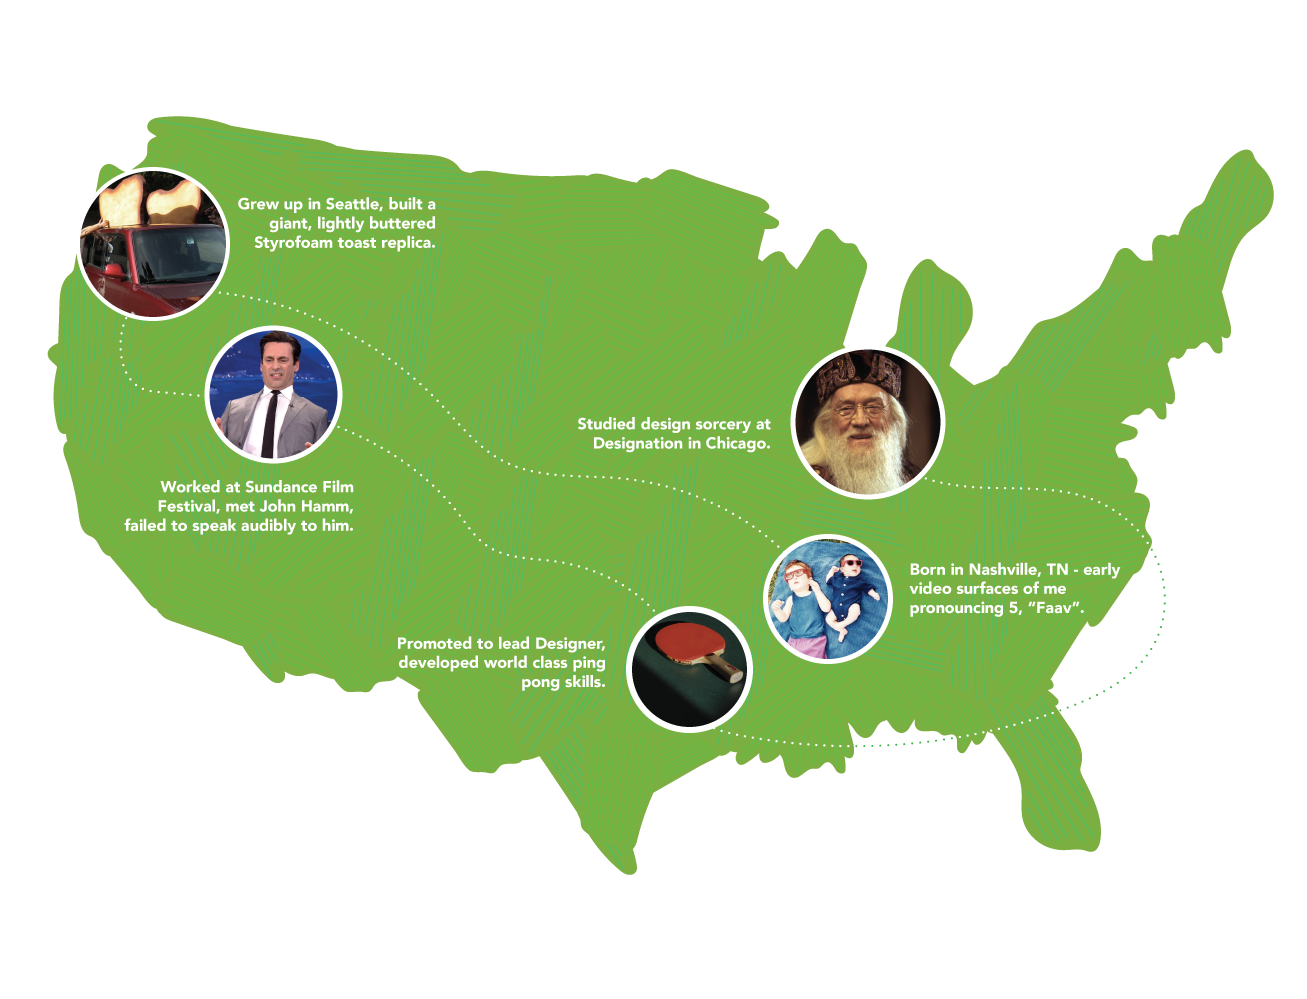 Grew up in Seattle, built a
giant, lightly buttered
Styrofoam toast replica.
Studied design sorcery at
Designation in Chicago.
Worked at Sundance Film
Festival, met John Hamm,
failed to speak audibly to him.
Born in Nashville, TN - early
video surfaces of me
pronouncing 5, “Faav”.
Promoted to lead Designer,
developed world class ping
pong skills.